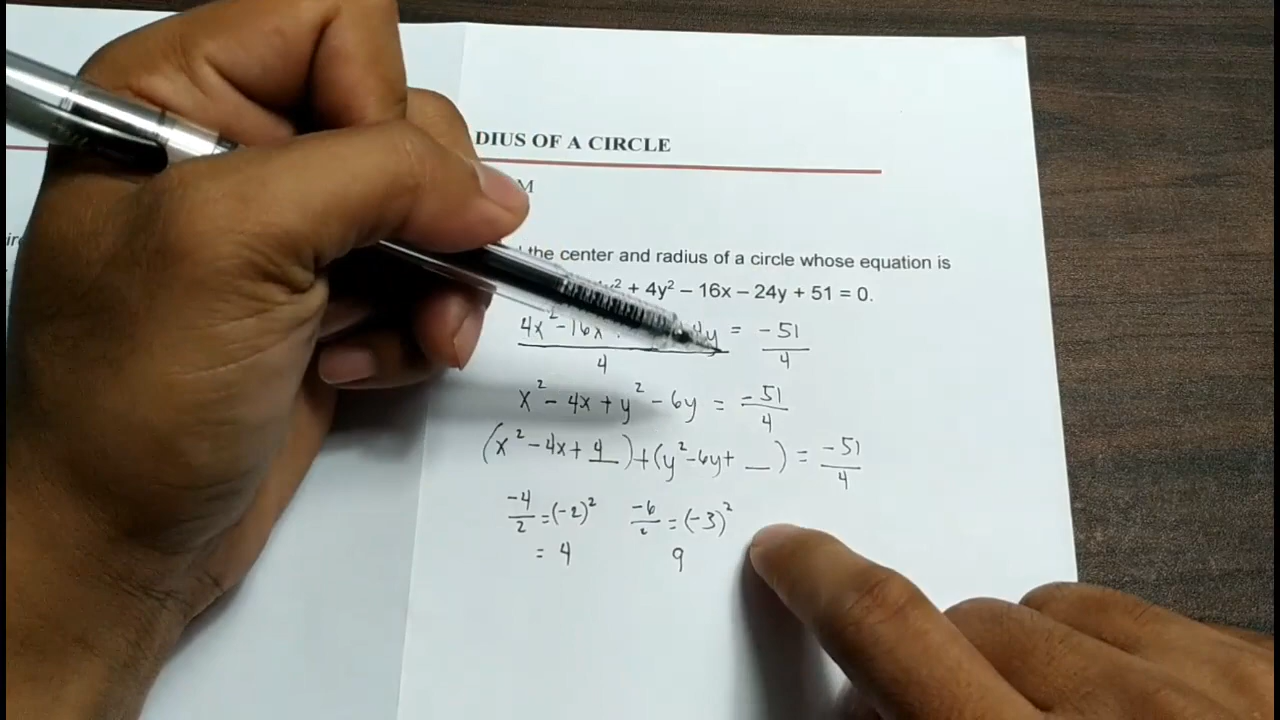 DIUS OF A CIRCLE
M
the center and radius of a circle whose equation is
+ 4y² – 16x – 24y + 51 = 0.
4x² - 16x 4y = -51
4 4
x² - 4x + y² - 6y = -51
4
(x² - 4x + 4) + (y² - 6y + __) = -51
4
-4/2 = (-2)² -6/2 = (-3)²
= 4 9